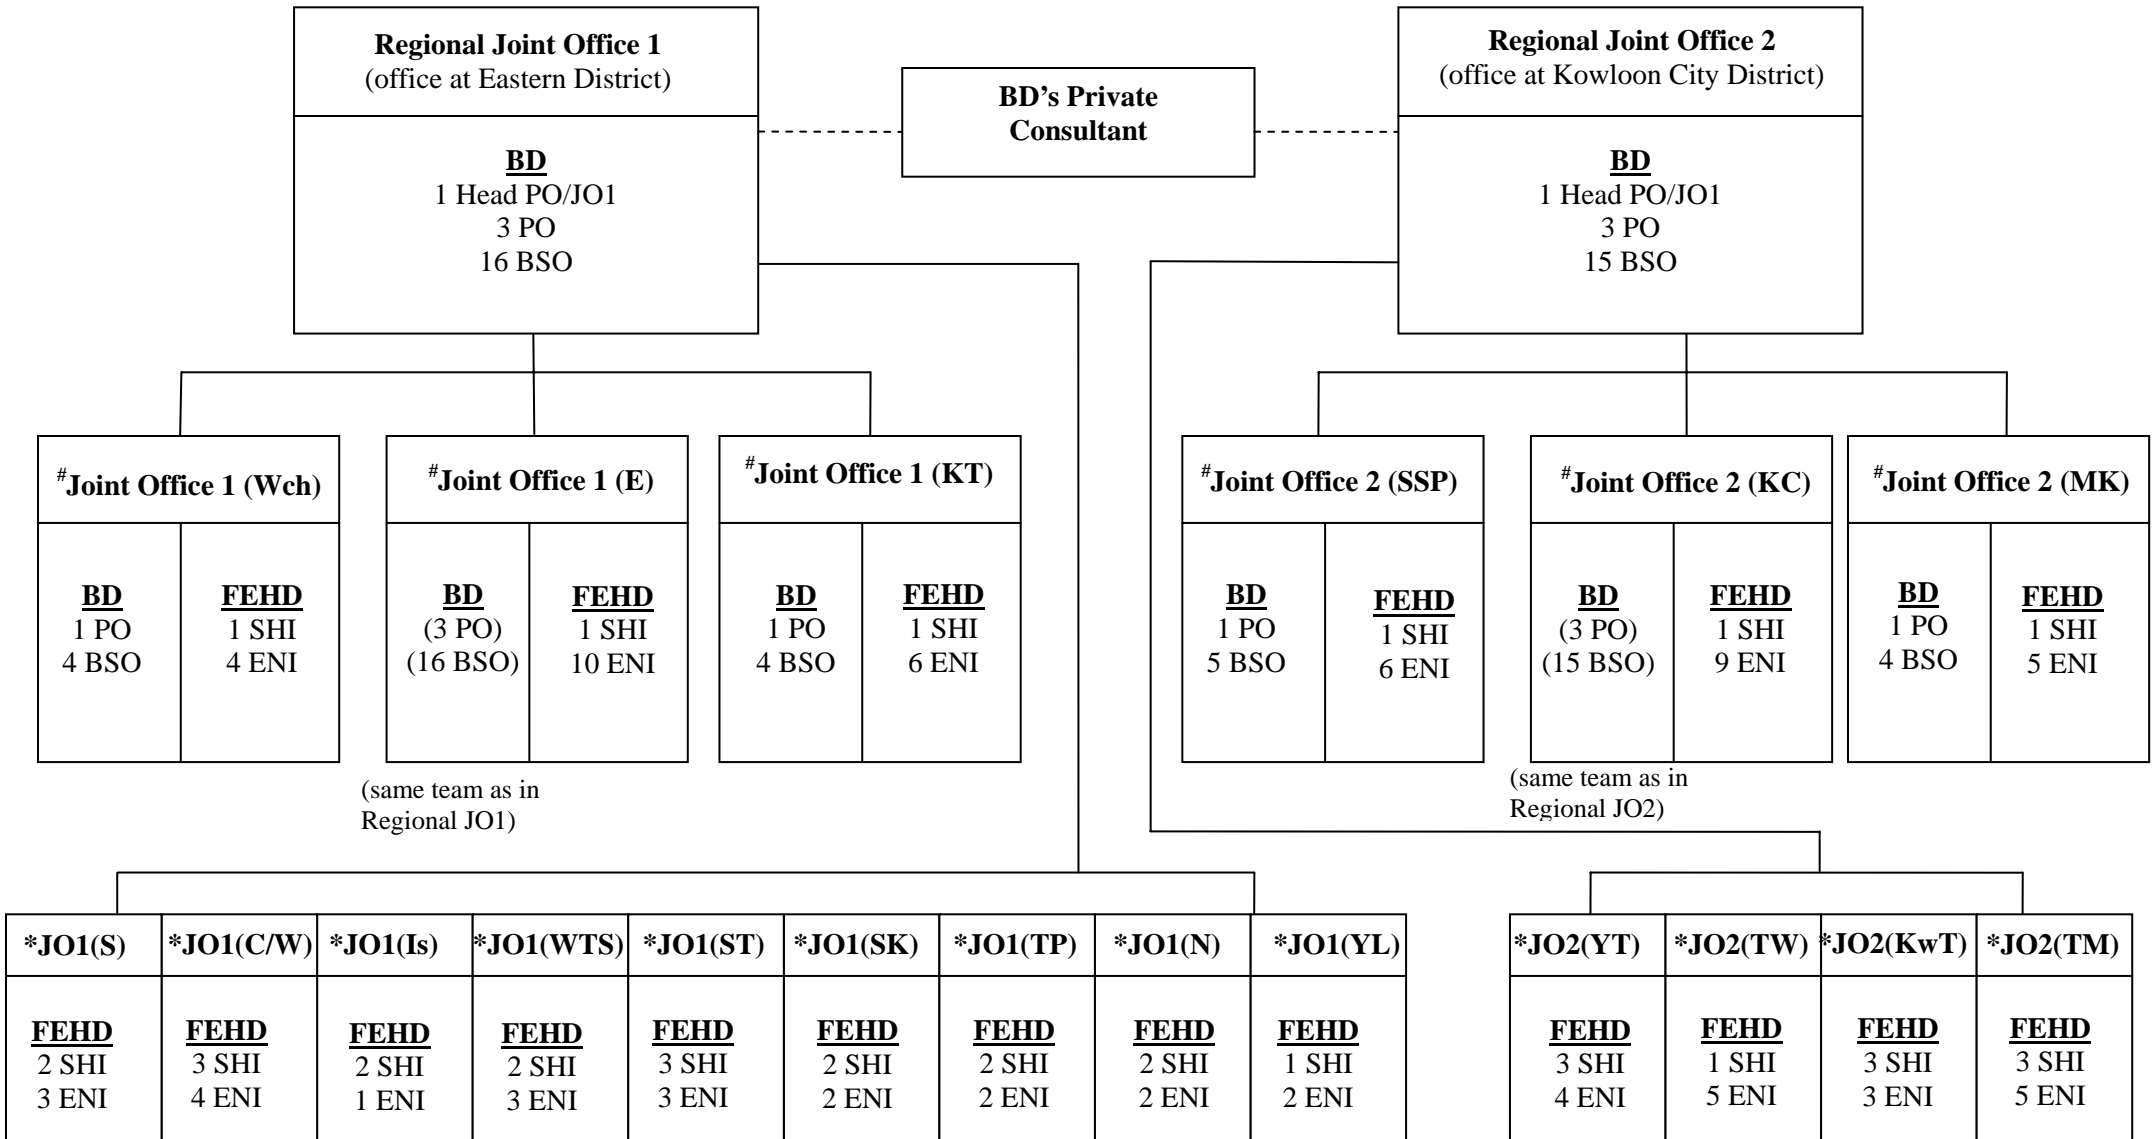 Regional Joint Office 1
(office at Eastern District)
BD
1 Head PO/JO1
3 PO
16 BSO
BD's Private
Consultant
Regional Joint Office 2
(office at Kowloon City District)
BD
1 Head PO/JO1
3 PO
15 BSO
#Joint Office 1 (Wch)
BD
1 PO
4 BSO
FEHD
1 SHI
4 ENI
#Joint Office 1 (E)
BD
(3 PO)
(16 BSO)
FEHD
1 SHI
10 ENI
(same team as in
Regional JO1)
#Joint Office 1 (KT)
BD
1 PO
4 BSO
FEHD
1 SHI
6 ENI
#Joint Office 2 (SSP)
BD
1 PO
5 BSO
FEHD
1 SHI
6 ENI
#Joint Office 2 (KC)
BD
(3 PO)
(15 BSO)
FEHD
1 SHI
9 ENI
(same team as in
Regional JO2)
#Joint Office 2 (MK)
BD
1 PO
4 BSO
FEHD
1 SHI
5 ENI
*JO1(S)
FEHD
2 SHI
3 ENI
*JO1(C/W)
FEHD
3 SHI
4 ENI
*JO1(Is)
FEHD
2 SHI
1 ENI
*JO1(WTS)
FEHD
2 SHI
3 ENI
*JO1(ST)
FEHD
3 SHI
3 ENI
*JO1(SK)
FEHD
2 SHI
2 ENI
*JO1(TP)
FEHD
2 SHI
2 ENI
*JO1(N)
FEHD
2 SHI
2 ENI
*JO1(YL)
FEHD
1 SHI
2 ENI
*JO2(YT)
FEHD
3 SHI
4 ENI
*JO2(TW)
FEHD
1 SHI
5 ENI
*JO2(KwT)
FEHD
3 SHI
3 ENI
*JO2(TM)
FEHD
3 SHI
5 ENI